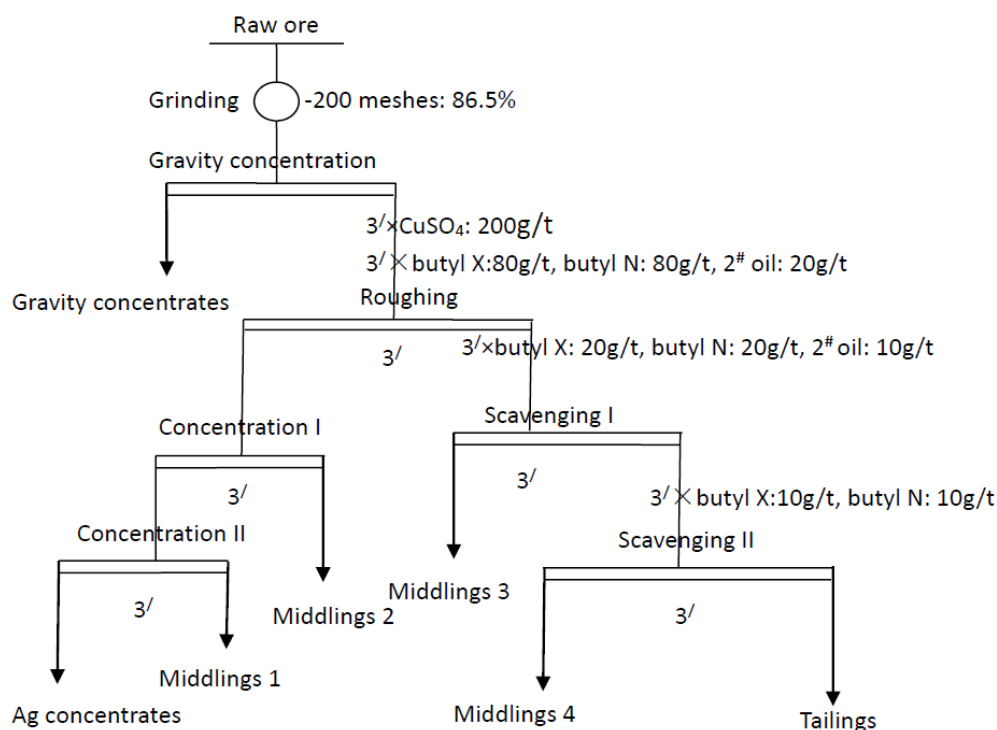 Raw ore
Grinding
-200 meshes: 86.5%
Gravity concentration
3/×CuSO₄: 200g/t
3/ × butyl X:80g/t, butyl N: 80g/t, 2# oil: 20g/t
Gravity concentrates
Roughing
3/×butyl X: 20g/t, butyl N: 20g/t, 2# oil: 10g/t
3/
Concentration I
Scavenging I
3/
3/
3/ × butyl X:10g/t, butyl N: 10g/t
Concentration II
Scavenging II
Middlings 3
Middlings 2
3/
3/
Middlings 1
Ag concentrates
Middlings 4
Tailings